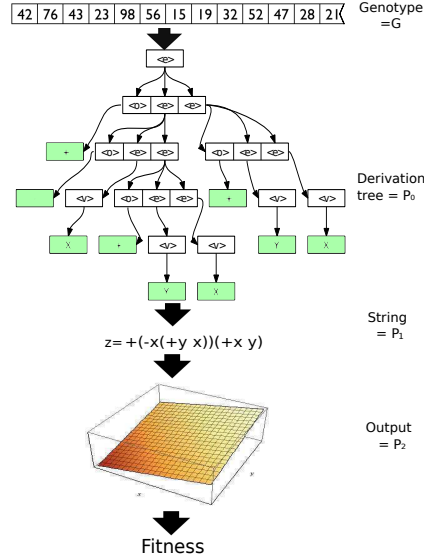 42 76 43 23 98 56 15 19 32 52 47 28 21
Genotype
=G
<e>
<o> <e> <e>
+
<o> <e> <e>
<o> <e> <e>
Derivation
tree = P₀
<v>
<o> <e> <e>
+
<v>
<v>
X
+
<v>
<v>
Y
X
Y
X
String
= P₁
z= +(-x(+y x))(+x y)
Output
= P₂
x
y
Fitness